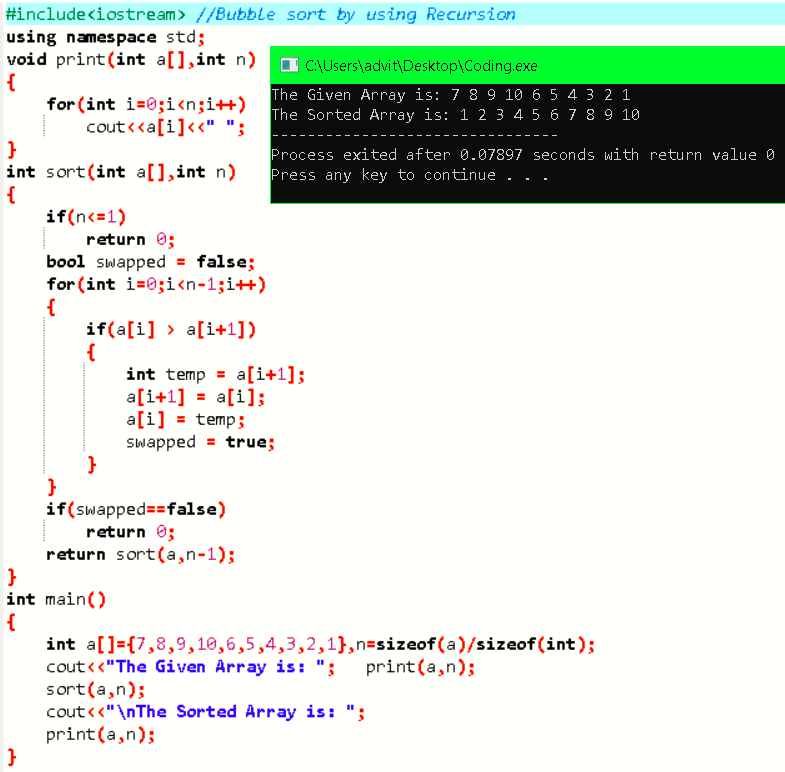 #include<iostream> //Bubble sort by using Recursion
using namespace std;
void print(int a[],int n)
{
    for(int i=0;i<n;i++)
        cout<<a[i]<<" ";
}
int sort(int a[],int n)
{
    if(n<=1)
        return 0;
    bool swapped = false;
    for(int i=0;i<n-1;i++)
    {
        if(a[i] > a[i+1])
        {
            int temp = a[i+1];
            a[i+1] = a[i];
            a[i] = temp;
            swapped = true;
        }
    }
    if(swapped==false)
        return 0;
    return sort(a,n-1);
}
int main()
{
    int a[]={7,8,9,10,6,5,4,3,2,1},n=sizeof(a)/sizeof(int);
    cout<<"The Given Array is: ";   print(a,n);
    sort(a,n);
    cout<<"\nThe Sorted Array is: ";
    print(a,n);
}
C:\Users\advit\Desktop\Coding.exe
The Given Array is: 7 8 9 10 6 5 4 3 2 1
The Sorted Array is: 1 2 3 4 5 6 7 8 9 10
--------------------------------
Process exited after 0.07897 seconds with return value 0
Press any key to continue . . .